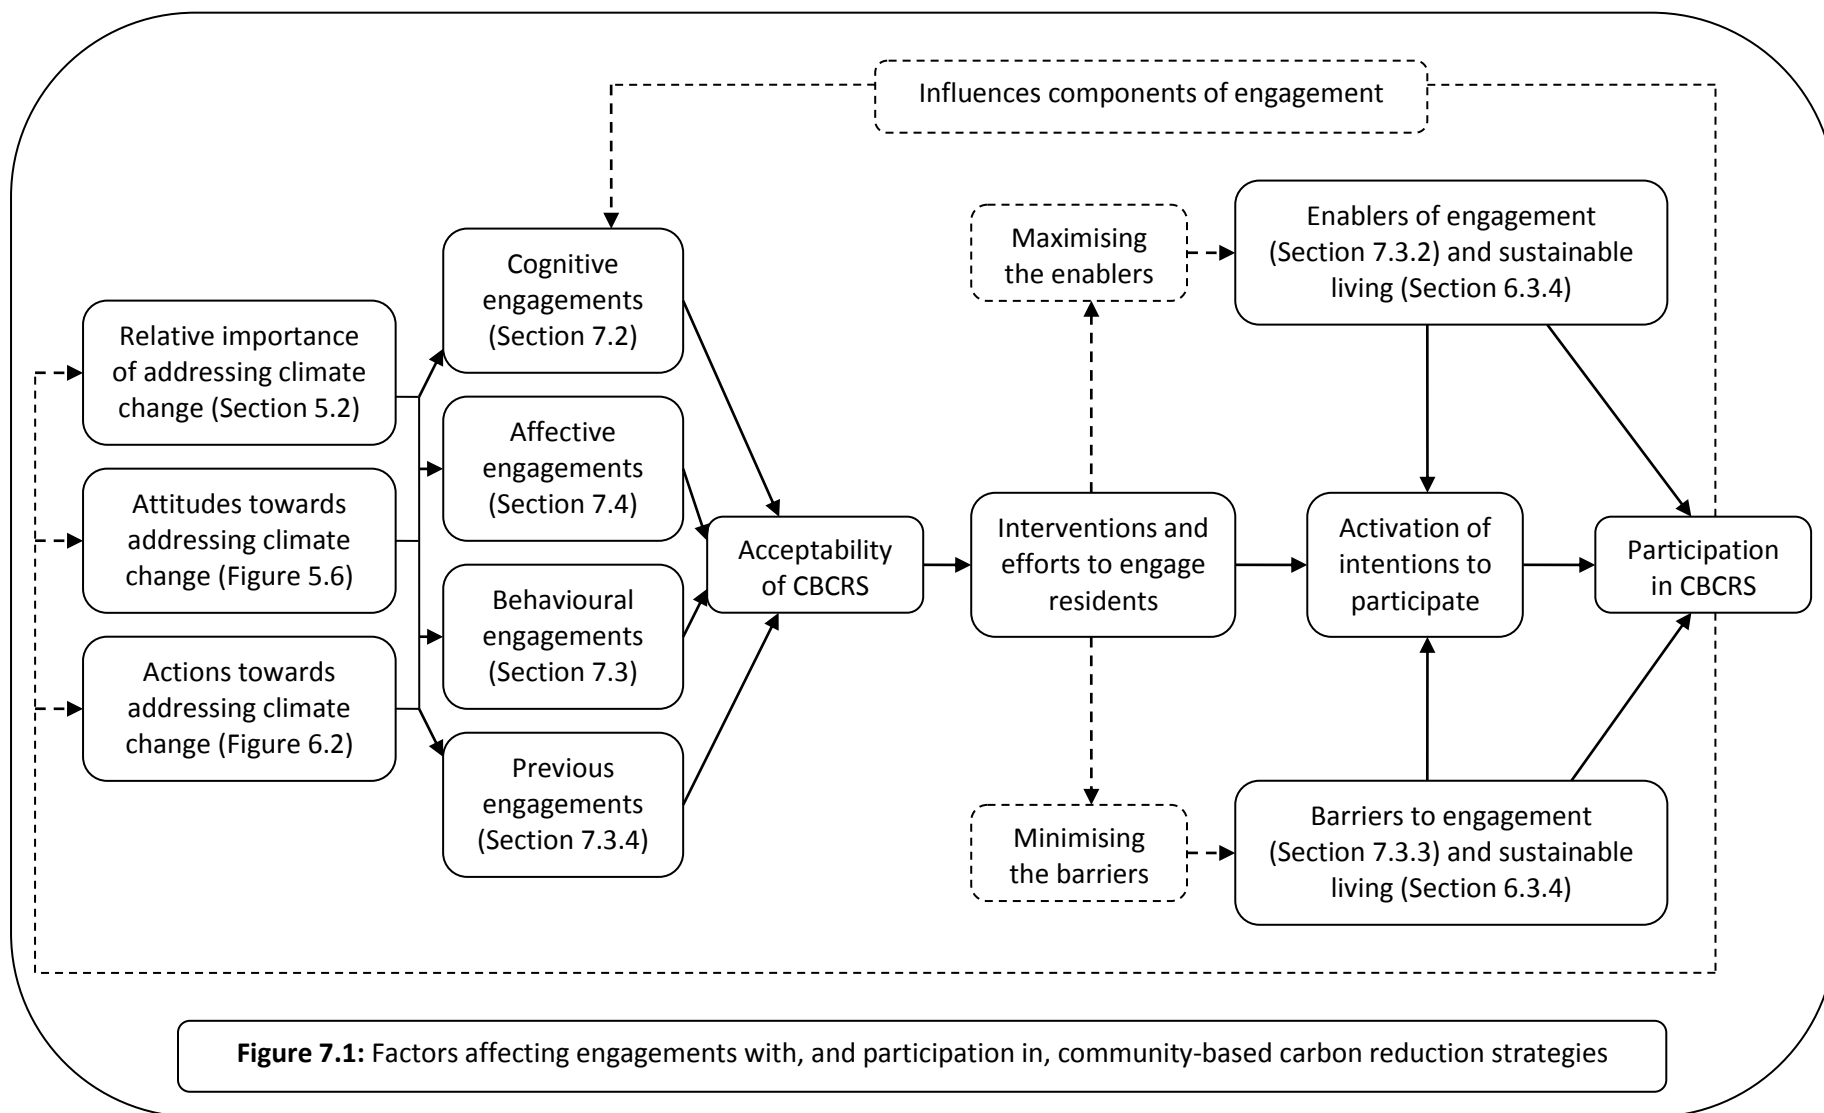 Influences components of engagement
Relative importance
of addressing climate
change (Section 5.2)
Attitudes towards
addressing climate
change (Figure 5.6)
Actions towards
addressing climate
change (Figure 6.2)
Cognitive
engagements
(Section 7.2)
Affective
engagements
(Section 7.4)
Behavioural
engagements
(Section 7.3)
Previous
engagements
(Section 7.3.4)
Acceptability
of CBCRS
Maximising
the enablers
Interventions and
efforts to engage
residents
Minimising
the barriers
Enablers of engagement
(Section 7.3.2) and sustainable
living (Section 6.3.4)
Activation of
intentions to
participate
Barriers to engagement
(Section 7.3.3) and sustainable
living (Section 6.3.4)
Participation
in CBCRS
Figure 7.1: Factors affecting engagements with, and participation in, community-based carbon reduction strategies